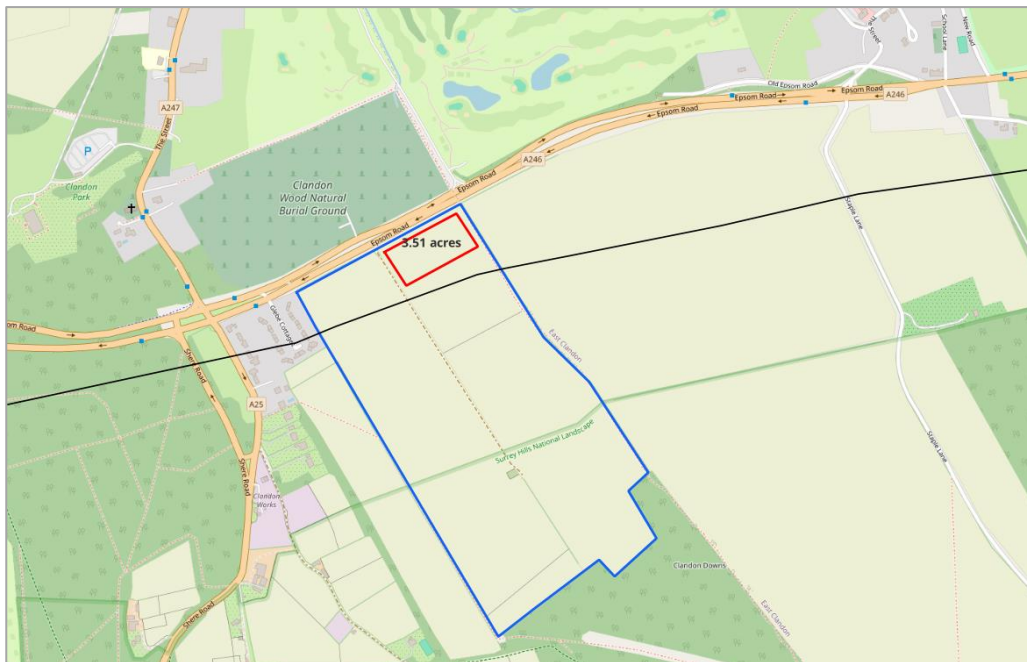 The Street
School Lane
New Road
Old Epsom Road
Epsom Road
Epsom Road
A246
Epsom Road
Epsom Road
A247
The Street
P
Clandon
Park
Clandon
Wood Natural
Burial Ground
A246
Epsom Road
Epsom Road
3.51 acres
Staple Lane
Glebe Cottages
East Clandon
som Road
Shere Road
A25
Surrey Hills National Landscape
Staple Lane
Shere Road
Clandon
Works
Clandon Downs
East Clandon
Shere Road